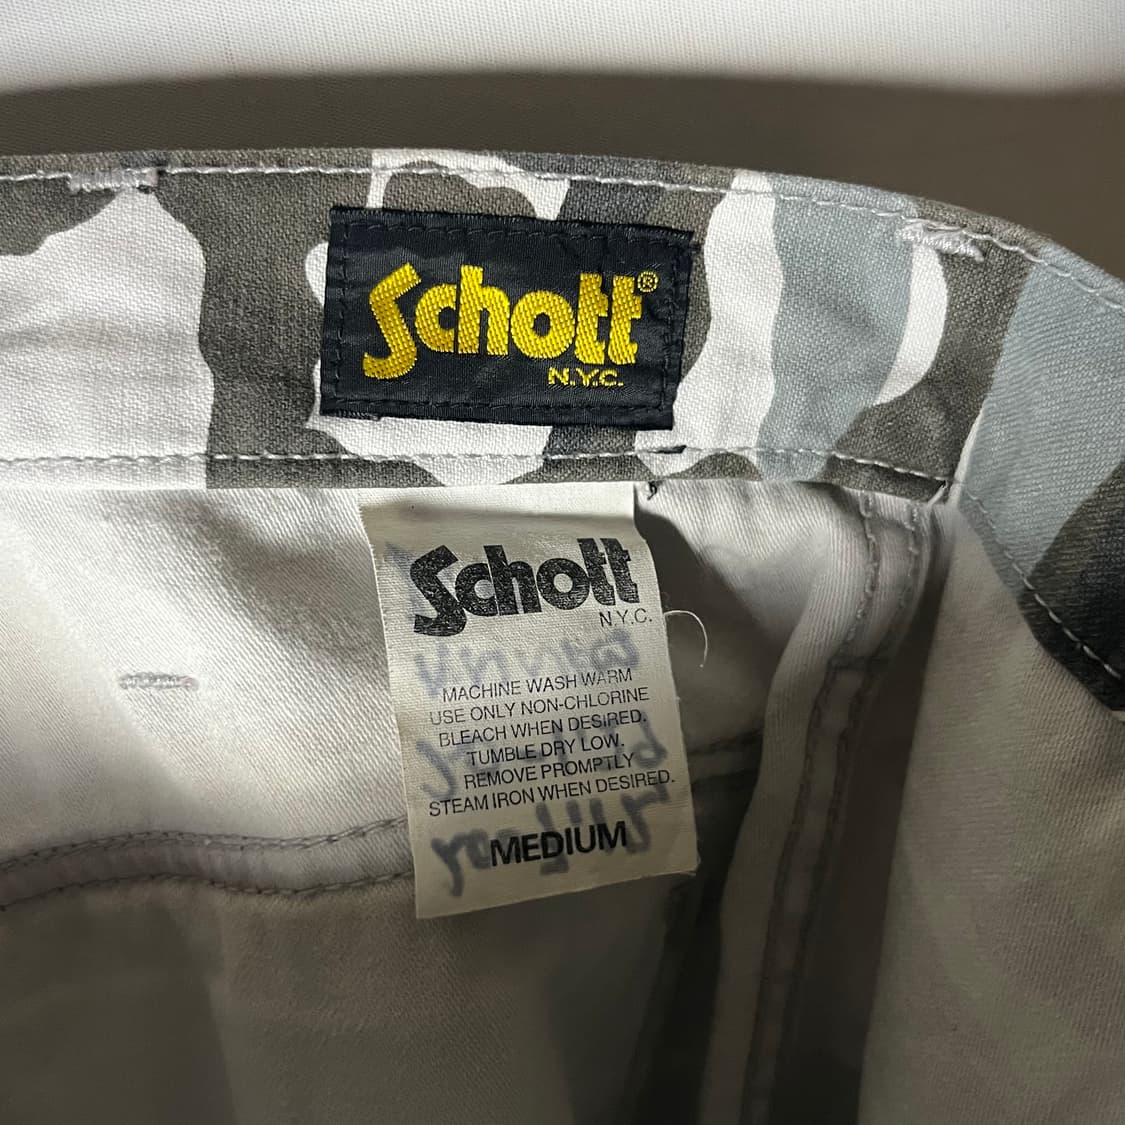 Schott®
N.Y.C.
Schott
N.Y.C.
MACHINE WASH WARM
USE ONLY NON-CHLORINE
BLEACH WHEN DESIRED.
TUMBLE DRY LOW.
REMOVE PROMPTLY
STEAM IRON WHEN DESIRED.
MEDIUM